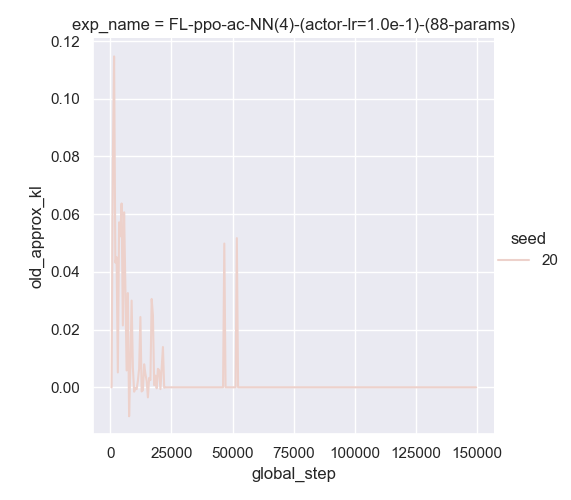 exp_name = FL-ppo-ac-NN(4)-(actor-lr=1.0e-1)-(88-params)
0.12
0.10
0.08
0.06
0.04
0.02
0.00
old_approx_kl
0 25000 50000 75000 100000 125000 150000
global_step
seed
20